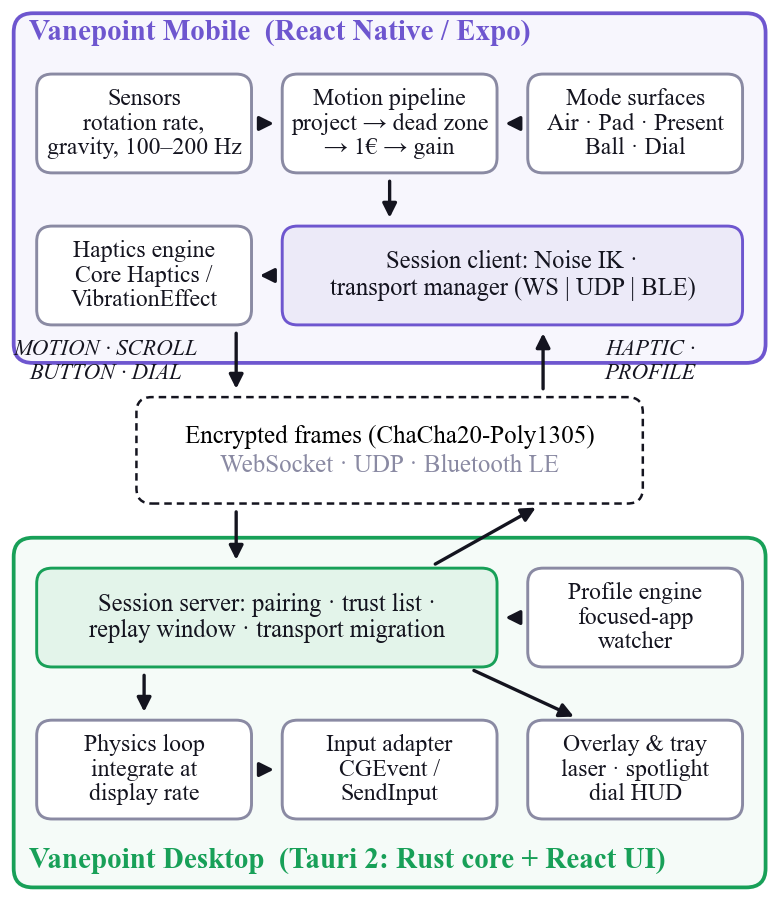 Vanepoint Mobile (React Native / Expo)
Sensors
rotation rate,
gravity, 100–200 Hz
Motion pipeline
project → dead zone
→ 1€ → gain
Mode surfaces
Air · Pad · Present
Ball · Dial
Haptics engine
Core Haptics /
VibrationEffect
Session client: Noise IK ·
transport manager (WS | UDP | BLE)
MOTION · SCROLL
BUTTON · DIAL
HAPTIC ·
PROFILE
Encrypted frames (ChaCha20-Poly1305)
WebSocket · UDP · Bluetooth LE
Session server: pairing · trust list ·
replay window · transport migration
Profile engine
focused-app
watcher
Physics loop
integrate at
display rate
Input adapter
CGEvent /
SendInput
Overlay & tray
laser · spotlight
dial HUD
Vanepoint Desktop (Tauri 2: Rust core + React UI)